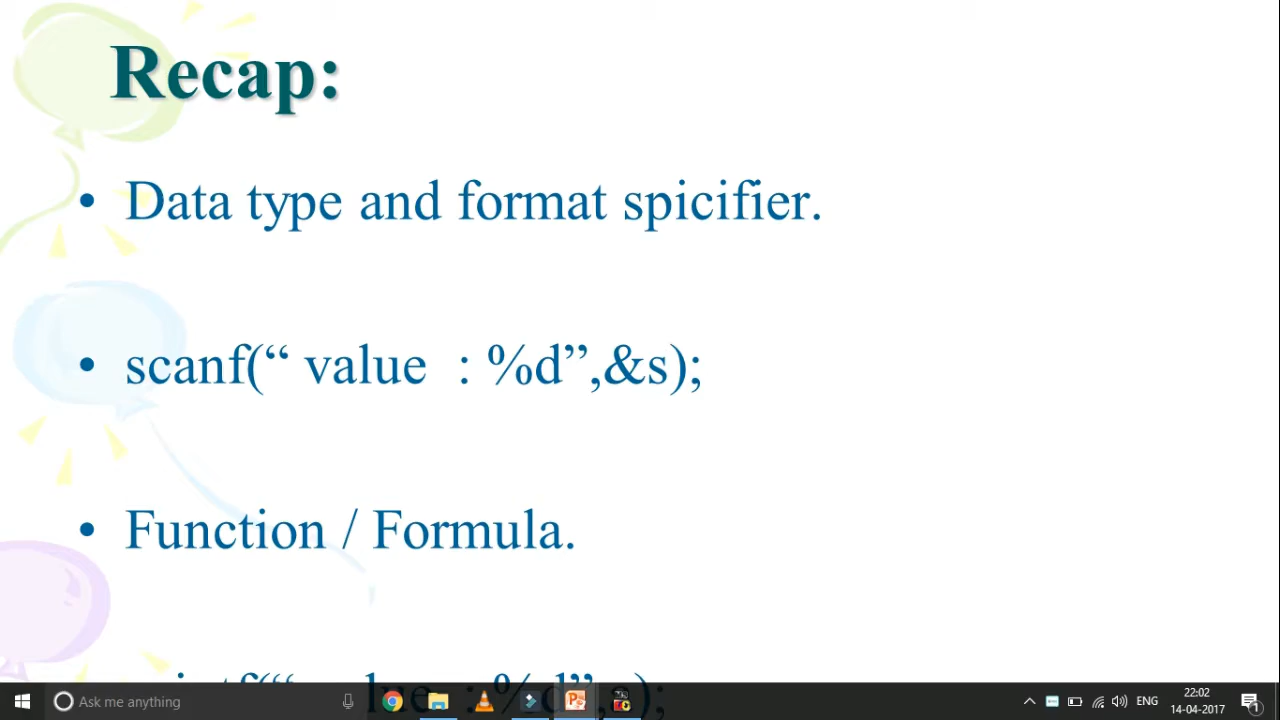 Recap:
• Data type and format spicifier.
• scanf(“ value  : %d”,&s);
• Function / Formula.
Ask me anything
ENG
22:02
14-04-2017